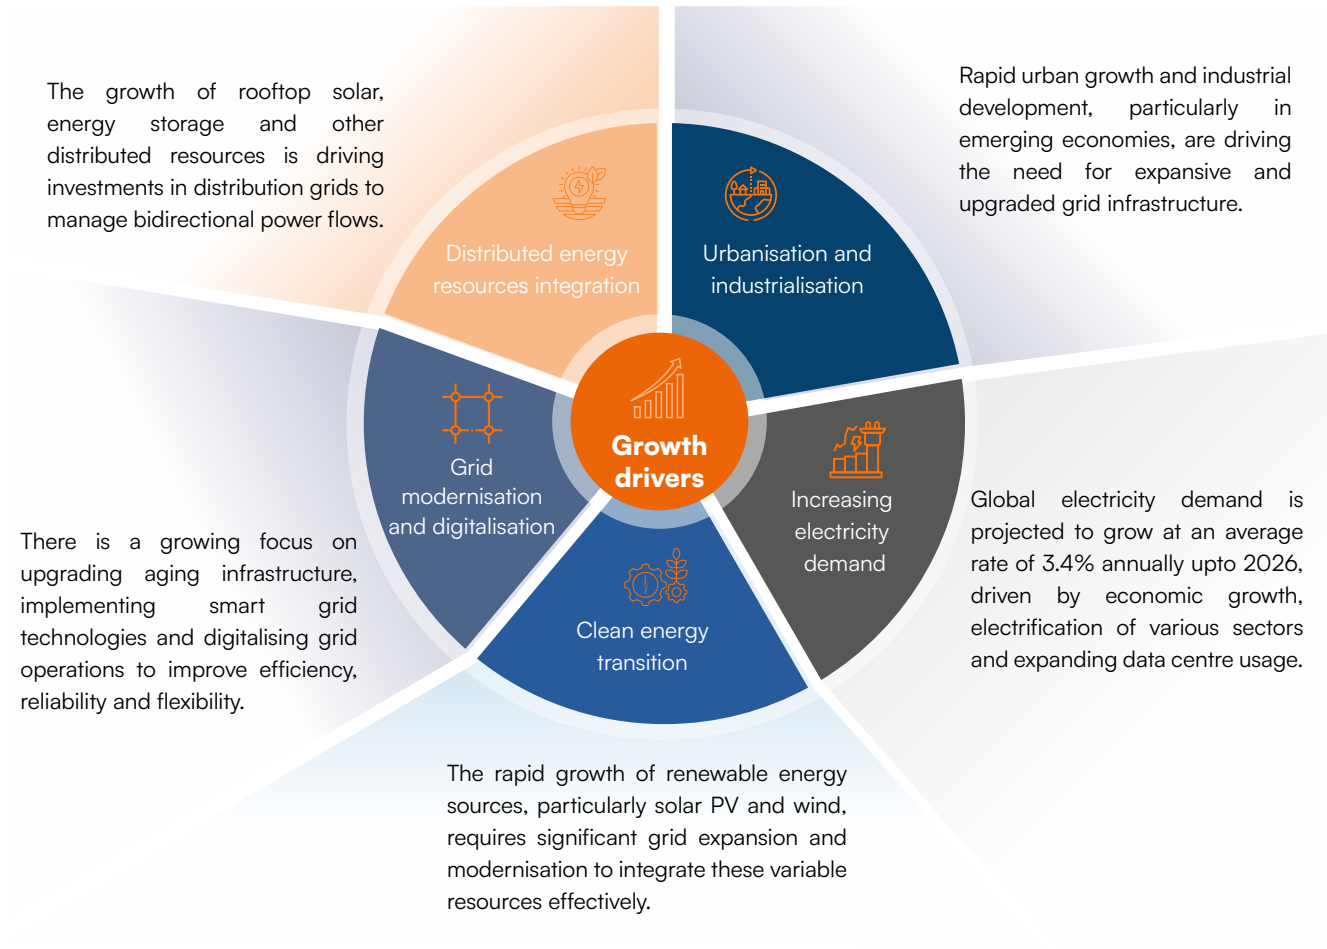 The growth of rooftop solar,
energy storage and other
distributed resources is driving
investments in distribution grids to
manage bidirectional power flows.
Rapid urban growth and industrial
development, particularly in
emerging economies, are driving
the need for expansive and
upgraded grid infrastructure.
Distributed energy
resources integration
Urbanisation and
industrialisation
Growth
drivers
Grid
modernisation
and digitalisation
Increasing
electricity
demand
Clean energy
transition
There is a growing focus on
upgrading aging infrastructure,
implementing smart grid
technologies and digitalising grid
operations to improve efficiency,
reliability and flexibility.
Global electricity demand is
projected to grow at an average
rate of 3.4% annually upto 2026,
driven by economic growth,
electrification of various sectors
and expanding data centre usage.
The rapid growth of renewable energy
sources, particularly solar PV and wind,
requires significant grid expansion and
modernisation to integrate these variable
resources effectively.